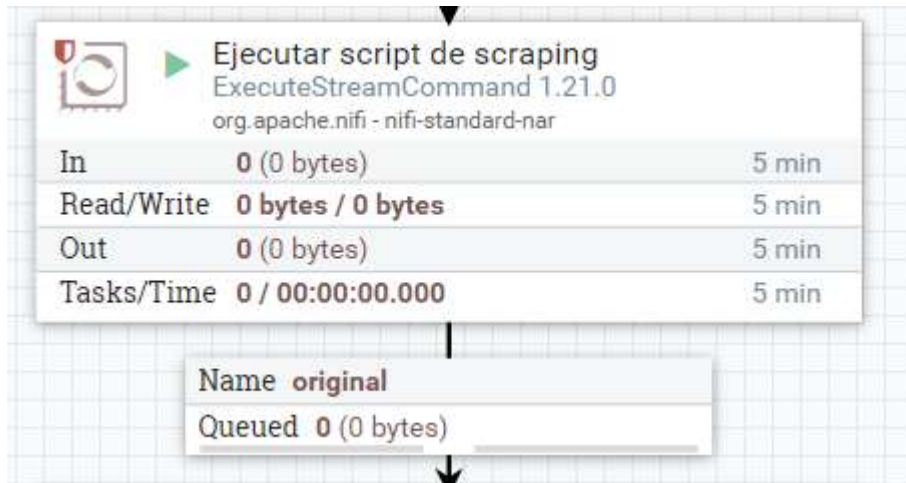 Ejecutar script de scraping
ExecuteStreamCommand 1.21.0
org.apache.nifi - nifi-standard-nar
In 0 (0 bytes) 5 min
Read/Write 0 bytes / 0 bytes 5 min
Out 0 (0 bytes) 5 min
Tasks/Time 0 / 00:00:00.000 5 min
Name original
Queued 0 (0 bytes)